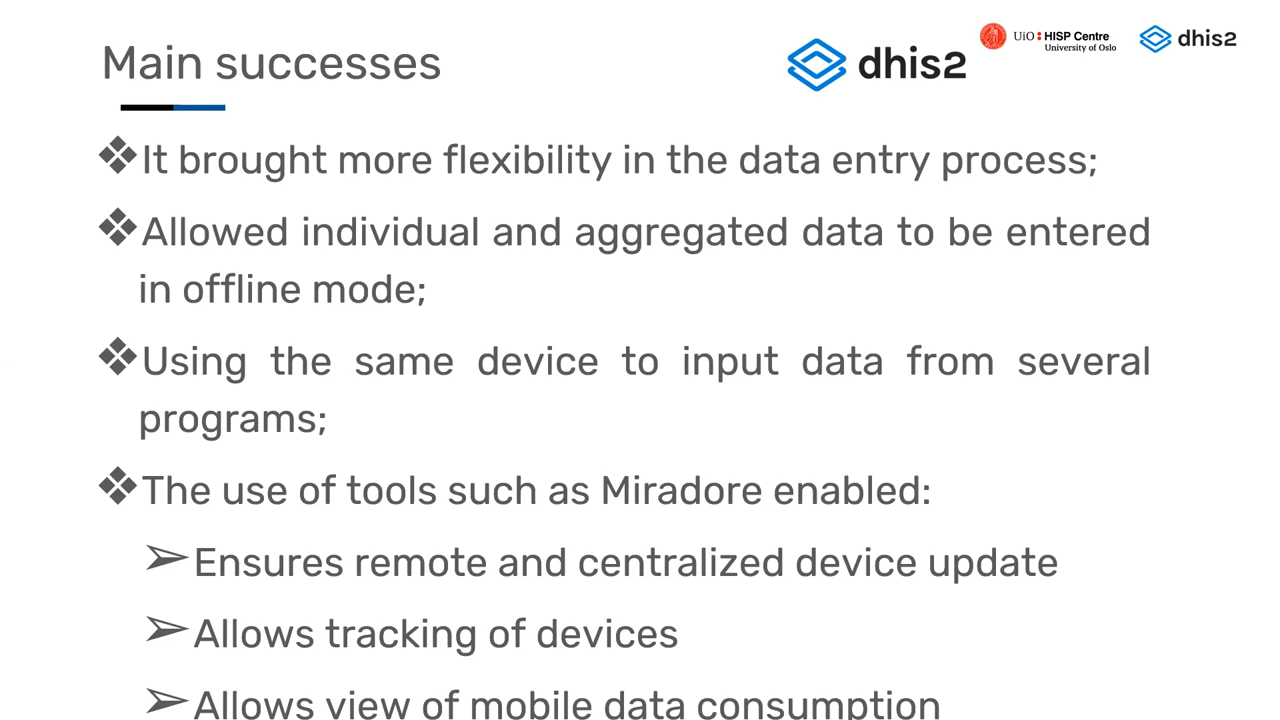 Main successes
dhis2
UiO HISP Centre
University of Oslo
dhis2
❖It brought more flexibility in the data entry process;
❖Allowed individual and aggregated data to be entered
in offline mode;
❖Using the same device to input data from several
programs;
❖The use of tools such as Miradore enabled:
➢Ensures remote and centralized device update
➢Allows tracking of devices
➢Allows view of mobile data consumption